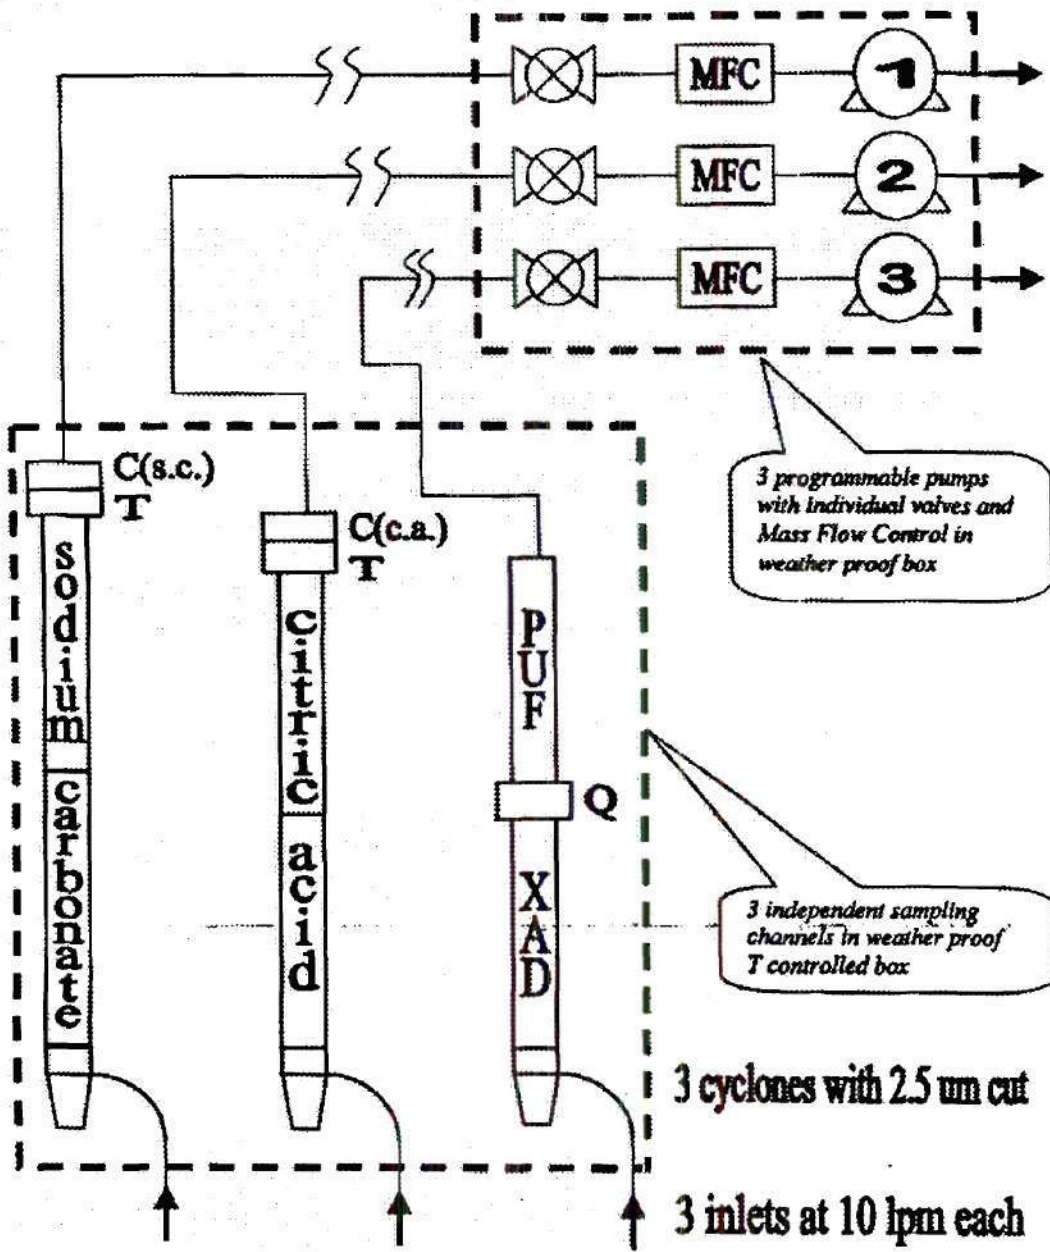 MFC 1
MFC 2
MFC 3
3 programmable pumps
with individual valves and
Mass Flow Control in
weather proof box
C(s.c.)
T
sodium
carbonate
C(c.a.)
T
citric
acid
PUF
Q
XAD
3 independent sampling
channels in weather proof
T controlled box
3 cyclones with 2.5 um cut
3 inlets at 10 lpm each